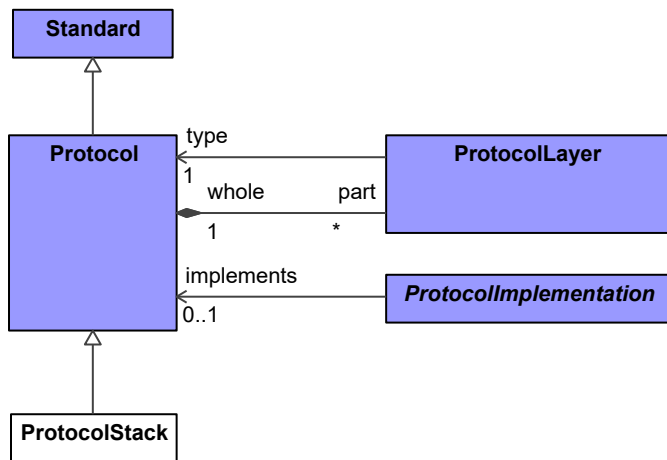 Standard
Protocol
type
ProtocolLayer
1
whole
part
1
*
implements
ProtocolImplementation
0..1
ProtocolStack